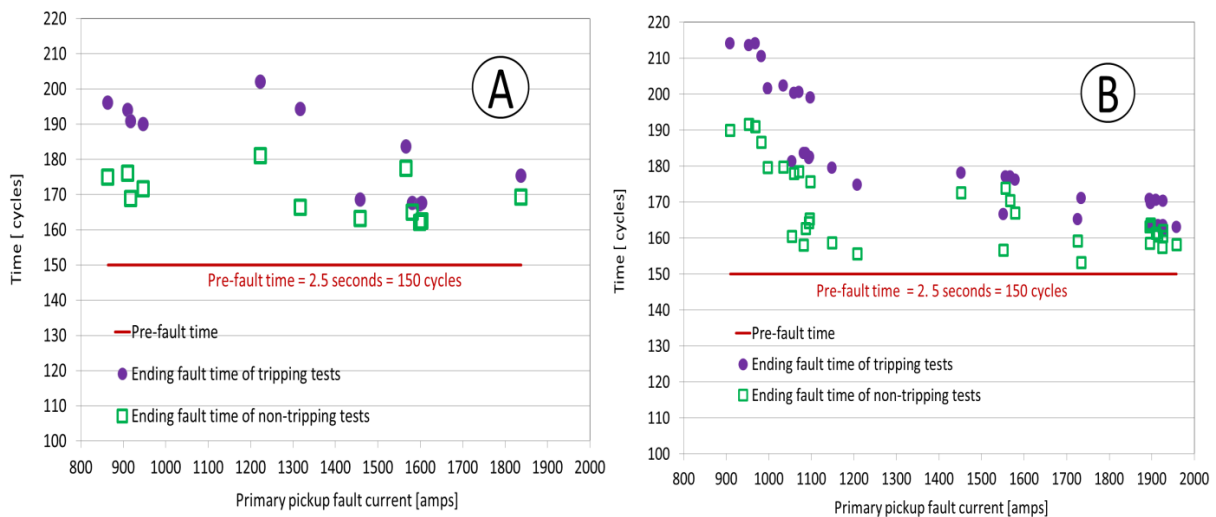 220
210
200
190
180
170
160
150
140
130
120
110
100
Time [ cycles)
A
Pre-fault time = 2.5 seconds = 150 cycles
Pre-fault time
Ending fault time of tripping tests
Ending fault time of non-tripping tests
800 900 1000 1100 1200 1300 1400 1500 1600 1700 1800 1900 2000
Primary pickup fault current [amps]
220
210
200
190
180
170
160
150
140
130
120
110
100
Time [ cycles)
B
Pre-fault time = 2. 5 seconds = 150 cycles
Pre-fault time
Ending fault time of tripping tests
Ending fault time of non-tripping tests
800 900 1000 1100 1200 1300 1400 1500 1600 1700 1800 1900 2000
Primary pickup fault current [amps]